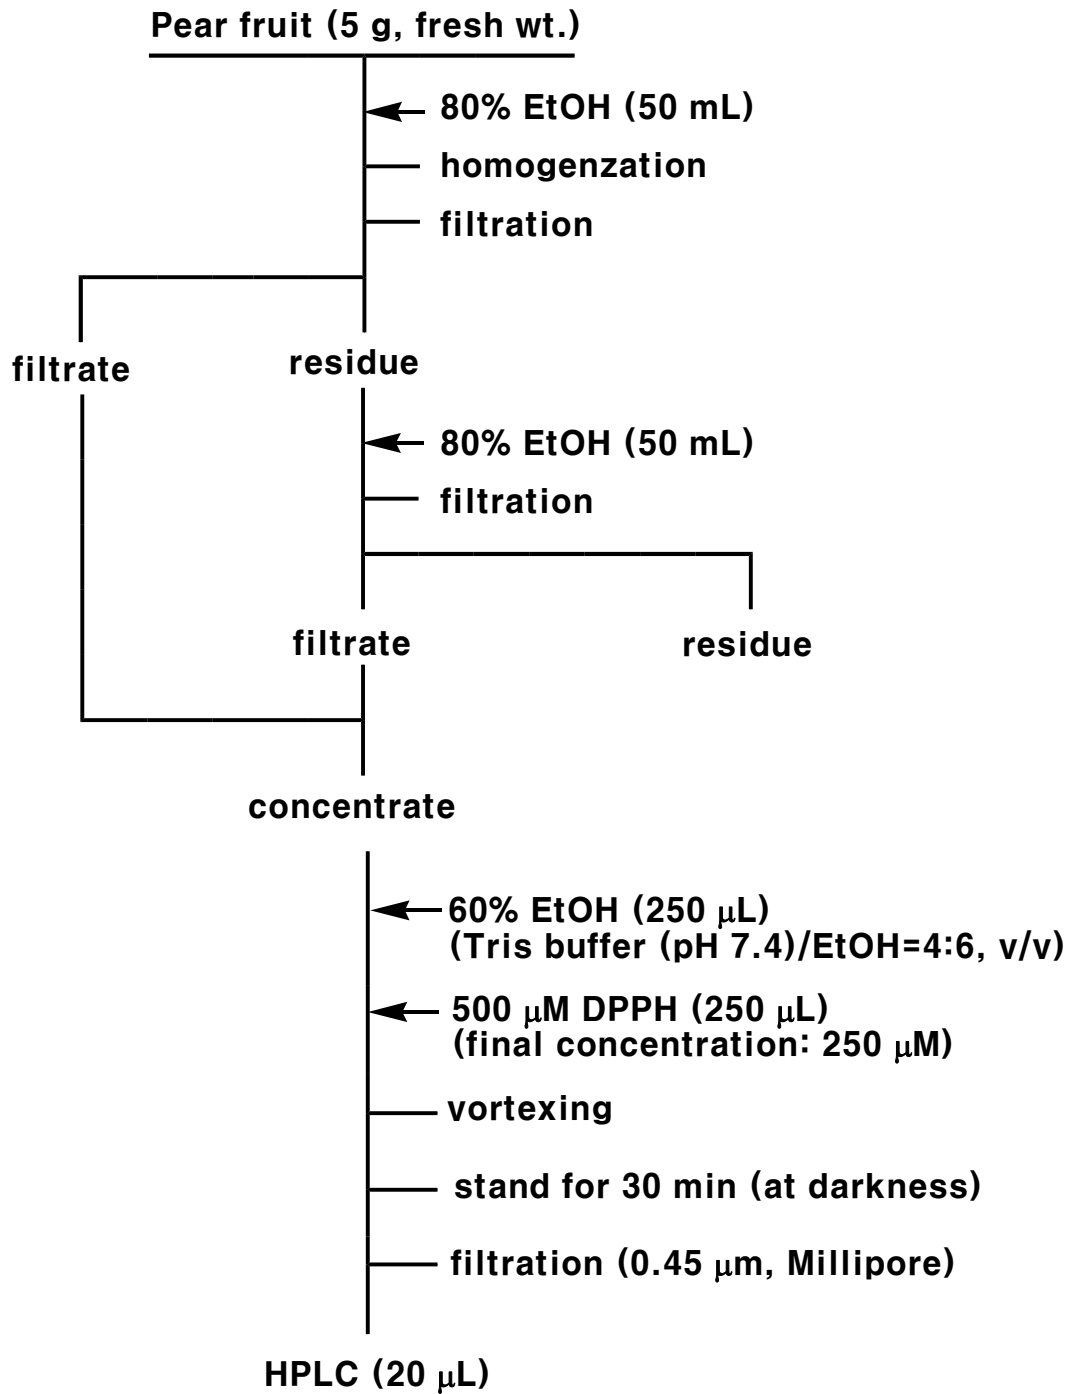 Pear fruit (5 g, fresh wt.)
80% EtOH (50 mL)
homogenzation
filtration
filtrate
residue
80% EtOH (50 mL)
filtration
filtrate
residue
concentrate
60% EtOH (250 μL)
(Tris buffer (pH 7.4)/EtOH=4:6, v/v)
500 μM DPPH (250 μL)
(final concentration: 250 μM)
vortexing
stand for 30 min (at darkness)
filtration (0.45 μm, Millipore)
HPLC (20 μL)